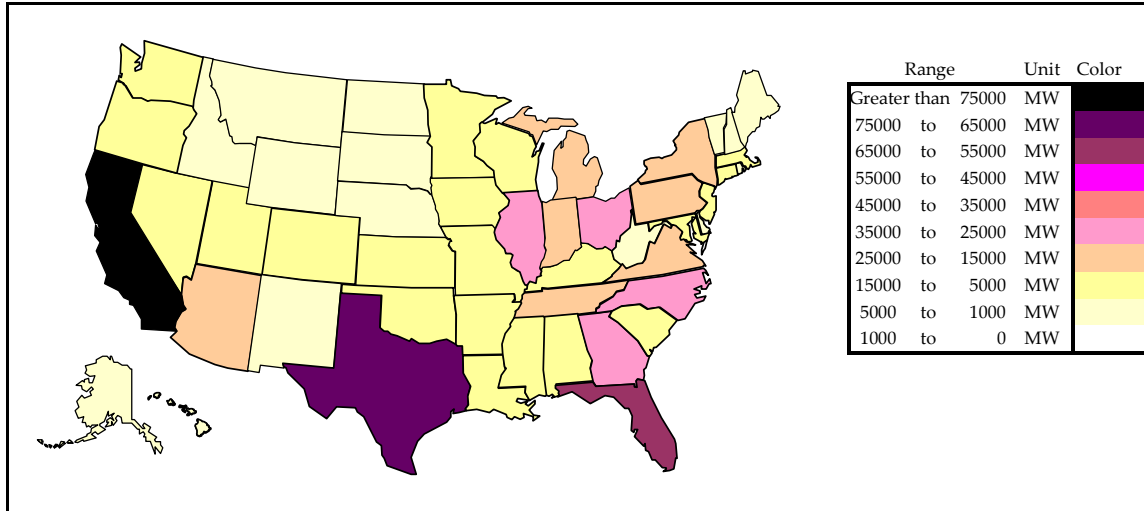 Range Unit Color
Greater than 75000 MW
75000 to 65000 MW
65000 to 55000 MW
55000 to 45000 MW
45000 to 35000 MW
35000 to 25000 MW
25000 to 15000 MW
15000 to 5000 MW
5000 to 1000 MW
1000 to 0 MW